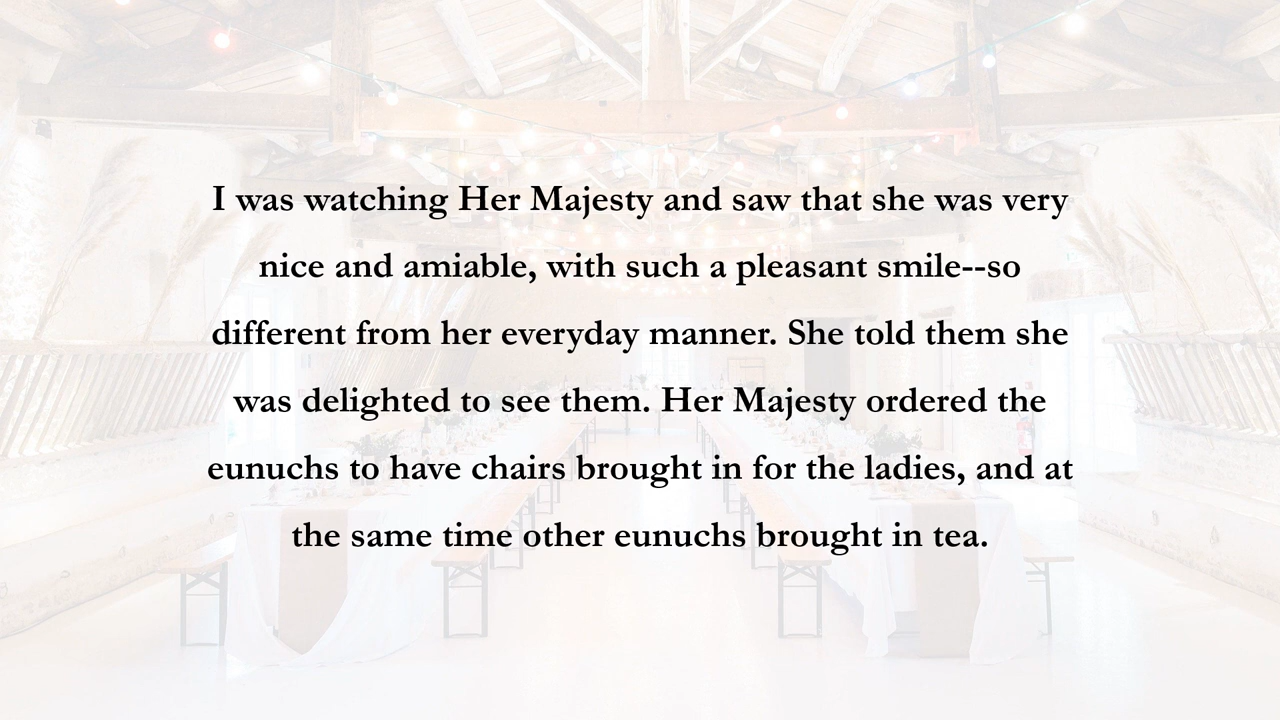 I was watching Her Majesty and saw that she was very
nice and amiable, with such a pleasant smile--so
different from her everyday manner. She told them she
was delighted to see them. Her Majesty ordered the
eunuchs to have chairs brought in for the ladies, and at
the same time other eunuchs brought in tea.